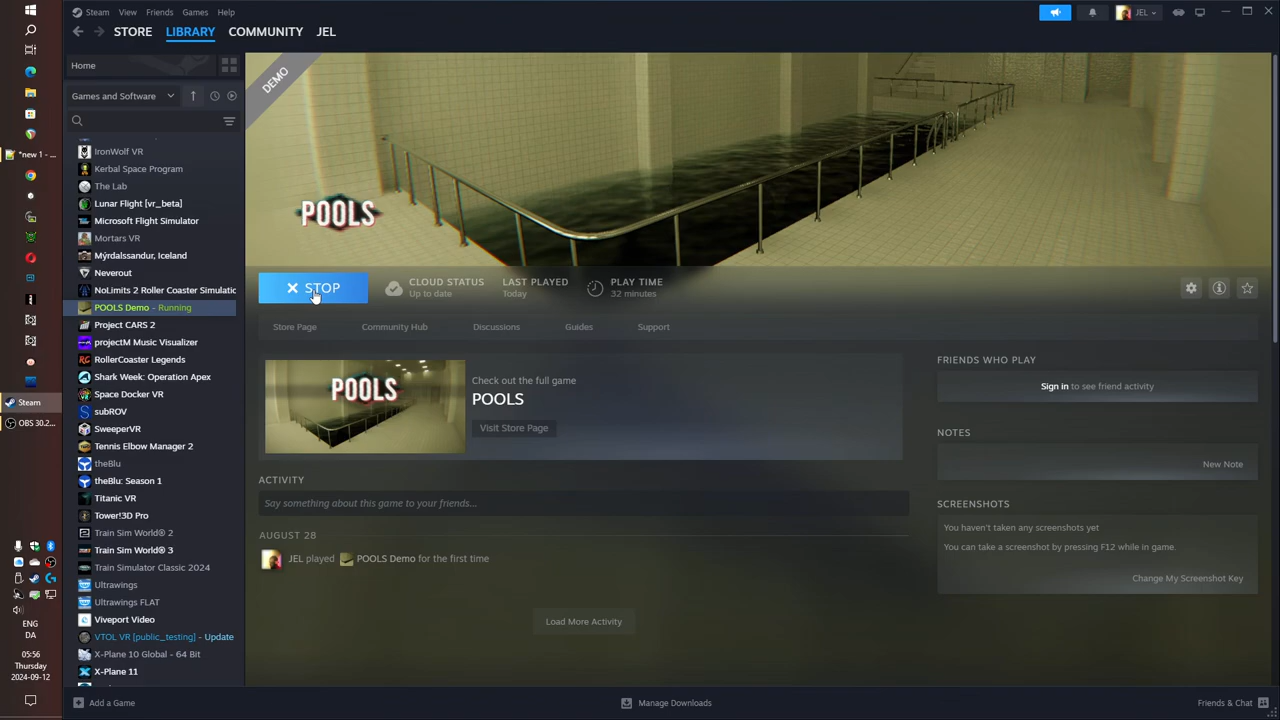 Steam View Friends Games Help
JEL
STORE LIBRARY COMMUNITY JEL
Home
Games and Software
IronWolf VR
Kerbal Space Program
The Lab
Lunar Flight [vr_beta]
Microsoft Flight Simulator
Mortars VR
Mýrdalssandur, Iceland
Neverout
NoLimits 2 Roller Coaster Simulatic
POOLS Demo - Running
Project CARS 2
projectM Music Visualizer
RollerCoaster Legends
Shark Week: Operation Apex
Space Docker VR
subROV
SweeperVR
Tennis Elbow Manager 2
theBlu
theBlu: Season 1
Titanic VR
Tower!3D Pro
Train Sim World® 2
Train Sim World® 3
Train Simulator Classic 2024
Ultrawings
Ultrawings FLAT
Viveport Video
VTOL VR [public_testing] - Update
X-Plane 10 Global - 64 Bit
X-Plane 11
DEMO
POOLS
STOP
CLOUD STATUS
Up to date
LAST PLAYED
Today
PLAY TIME
32 minutes
Store Page
Community Hub
Discussions
Guides
Support
POOLS
Check out the full game
POOLS
Visit Store Page
ACTIVITY
Say something about this game to your friends...
AUGUST 28
JEL played POOLS Demo for the first time
Load More Activity
FRIENDS WHO PLAY
Sign in to see friend activity
NOTES
New Note
SCREENSHOTS
You haven't taken any screenshots yet
You can take a screenshot by pressing F12 while in game.
Change My Screenshot Key
Add a Game
Manage Downloads
Friends & Chat
*new 1 - ...
Steam
OBS 30.2...
ENG
DA
05:56
Thursday
2024-09-12